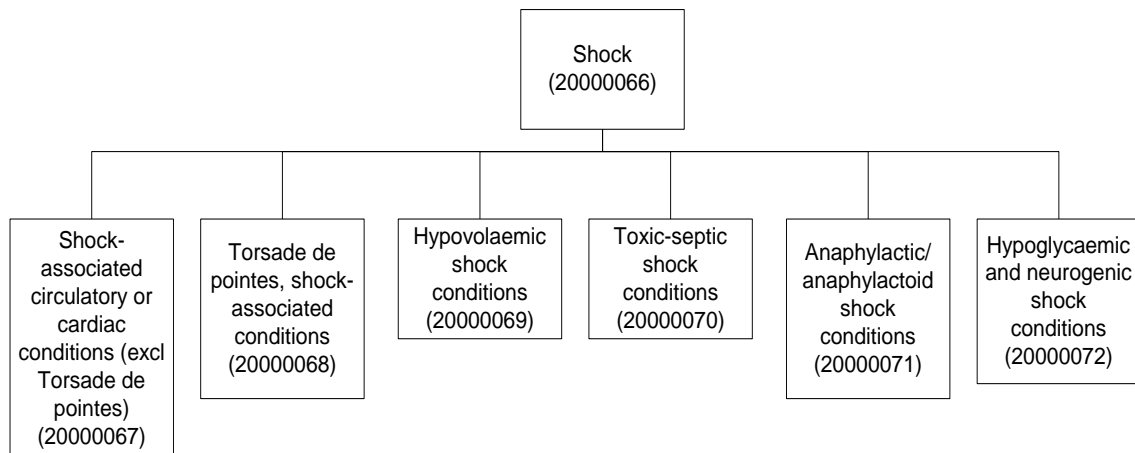 Shock
(20000066)
Shock-
associated
circulatory or
cardiac
conditions (excl
Torsade de
pointes)
(20000067)
Torsade de
pointes, shock-
associated
conditions
(20000068)
Hypovolaemic
shock
conditions
(20000069)
Toxic-septic
shock
conditions
(20000070)
Anaphylactic/
anaphylactoid
shock
conditions
(20000071)
Hypoglycaemic
and neurogenic
shock
conditions
(20000072)